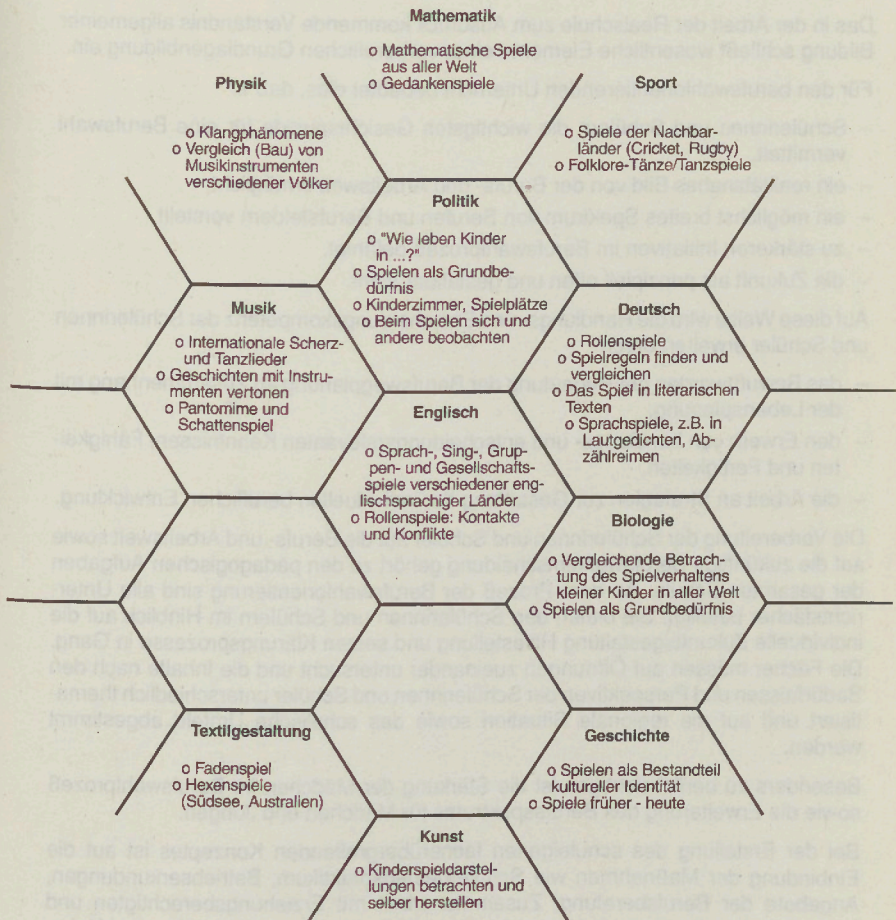 Mathematik
o Mathematische Spiele
aus aller Welt
o Gedankenspiele
Physik
o Klangphänomene
o Vergleich (Bau) von
Musikinstrumenten
verschiedener Völker
Sport
o Spiele der Nachbar-
länder (Cricket, Rugby)
o Folklore-Tänze/Tanzspiele
Politik
o "Wie leben Kinder
in ...?"
o Spielen als Grundbe-
dürfnis
o Kinderzimmer, Spielplätze
o Beim Spielen sich und
andere beobachten
Musik
o Internationale Scherz-
und Tanzlieder
o Geschichten mit Instru-
menten vertonen
o Pantomime und
Schattenspiel
Deutsch
o Rollenspiele
o Spielregeln finden und
vergleichen
o Das Spiel in literarischen
Texten
o Sprachspiele, z.B. in
Lautgedichten, Ab-
zählreimen
Englisch
o Sprach-, Sing-, Grup-
pen- und Gesellschafts-
spiele verschiedener eng-
lischsprachiger Länder
o Rollenspiele: Kontakte
und Konflikte
Biologie
o Vergleichende Betrach-
tung des Spielverhaltens
kleiner Kinder in aller Welt
o Spielen als Grundbedürfnis
Textilgestaltung
o Fadenspiel
o Hexenspiele
(Südsee, Australien)
Geschichte
o Spielen als Bestandteil
kultureller Identität
o Spiele früher - heute
Kunst
o Kinderspieldarstel-
lungen betrachten und
selber herstellen